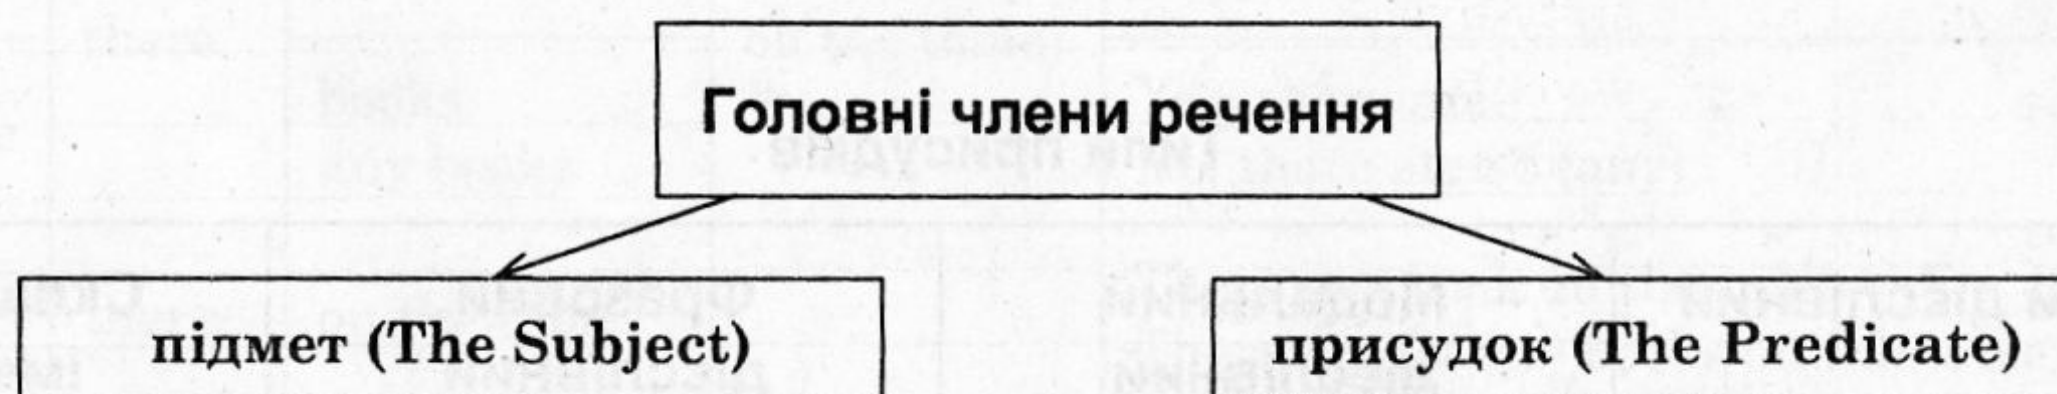 Головні члени речення
підмет (The Subject)
присудок (The Predicate)